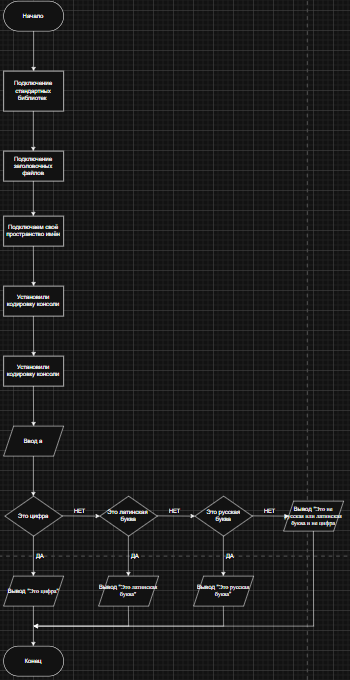 Начало
Подключение
стандартных
библиотек
Подключение
заголовочных
файлов
Подключаем своё
пространство имён
Установили
кодировку консоли
Установили
кодировку консоли
Ввод а
Это цифра
НЕТ
Это латинская
буква
НЕТ
Это русская
буква
НЕТ
Вывод "Это не
русская или латинская
буква и не цифра
ДА
ДА
ДА
Вывод "Это цифра"
Вывод "Это латинская
буква"
Вывод "Это русская
буква"
Конец